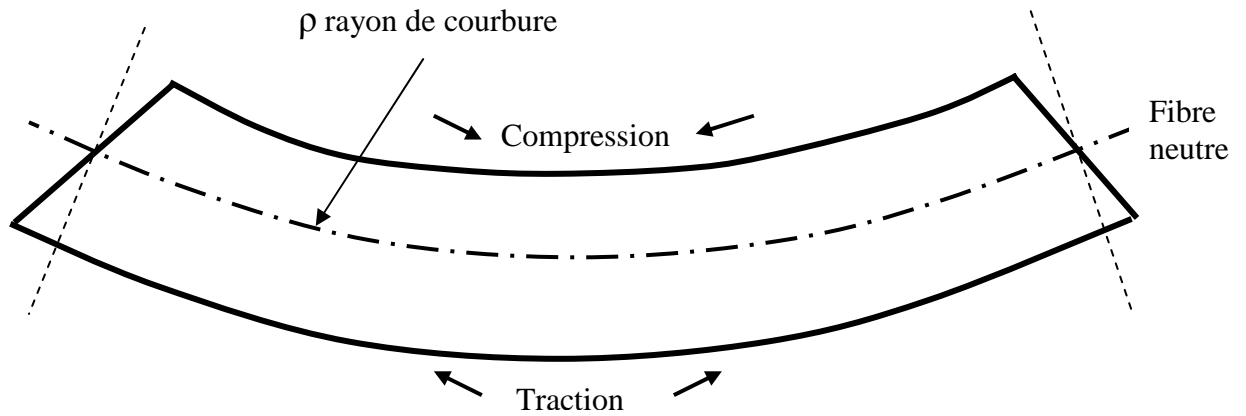 ρ rayon de courbure
Compression
Fibre
neutre
Traction